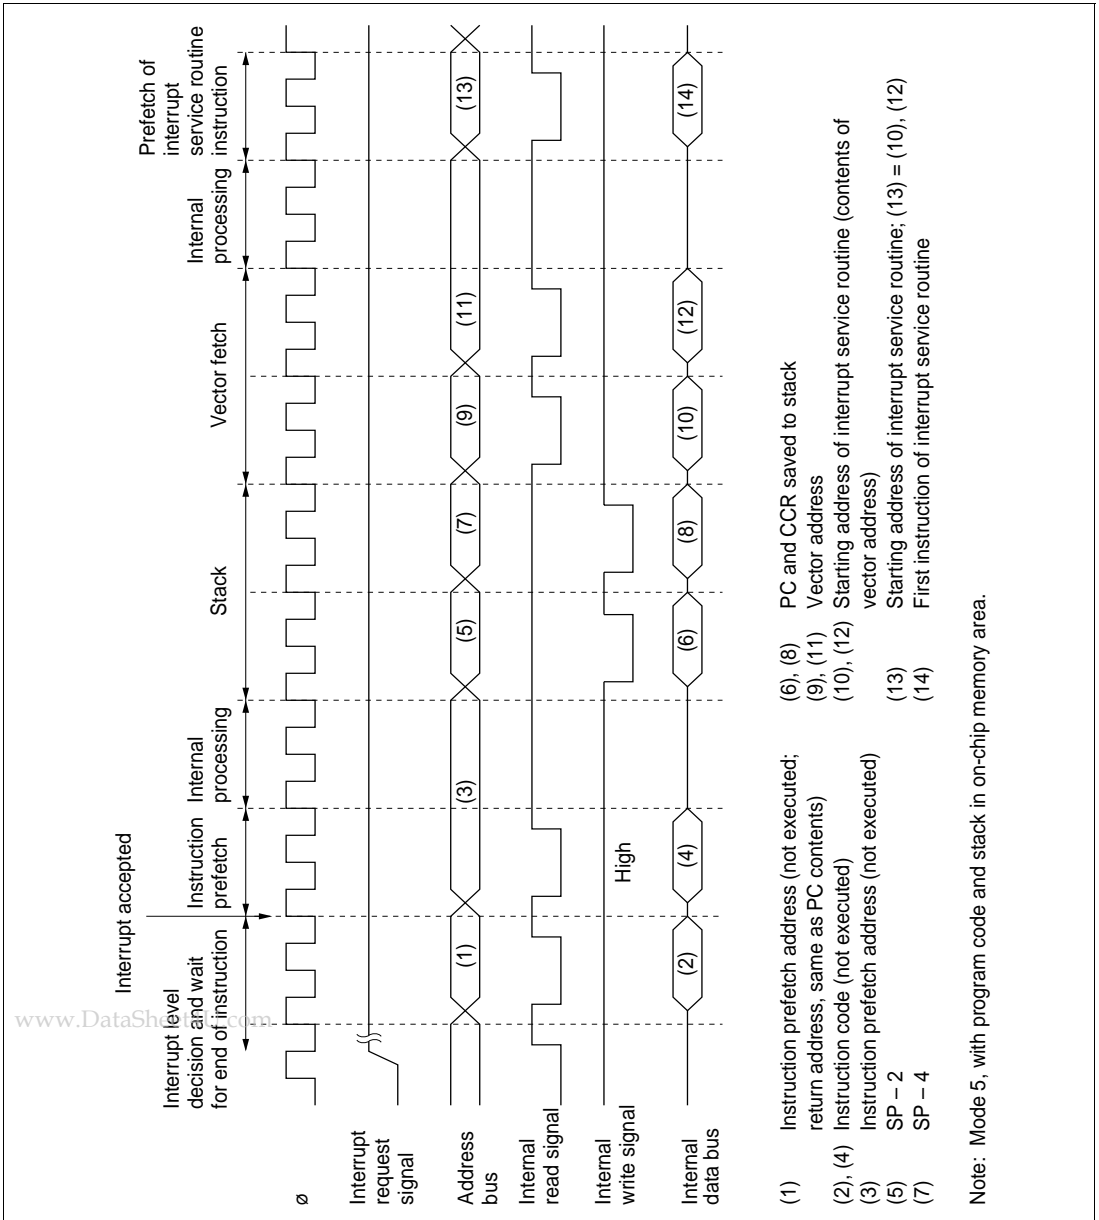 Interrupt accepted
Interrupt level
decision and wait
for end of instruction
Instruction
prefetch
Internal
processing
Stack
Vector fetch
Internal
processing
Prefetch of
interrupt
service routine
instruction
ø
Interrupt
request
signal
Address
bus
(1)
(3)
(5)
(7)
(9)
(11)
(13)
Internal
read signal
Internal
write signal
High
Internal
data bus
(2)
(4)
(6)
(8)
(10)
(12)
(14)
(1) Instruction prefetch address (not executed;
return address, same as PC contents)
(2), (4) Instruction code (not executed)
(3) Instruction prefetch address (not executed)
(5) SP – 2
(7) SP – 4
(6), (8) PC and CCR saved to stack
(9), (11) Vector address
(10), (12) Starting address of interrupt service routine (contents of
vector address)
(13) Starting address of interrupt service routine; (13) = (10), (12)
(14) First instruction of interrupt service routine
Note: Mode 5, with program code and stack in on-chip memory area.
www.DataSheet4U.com